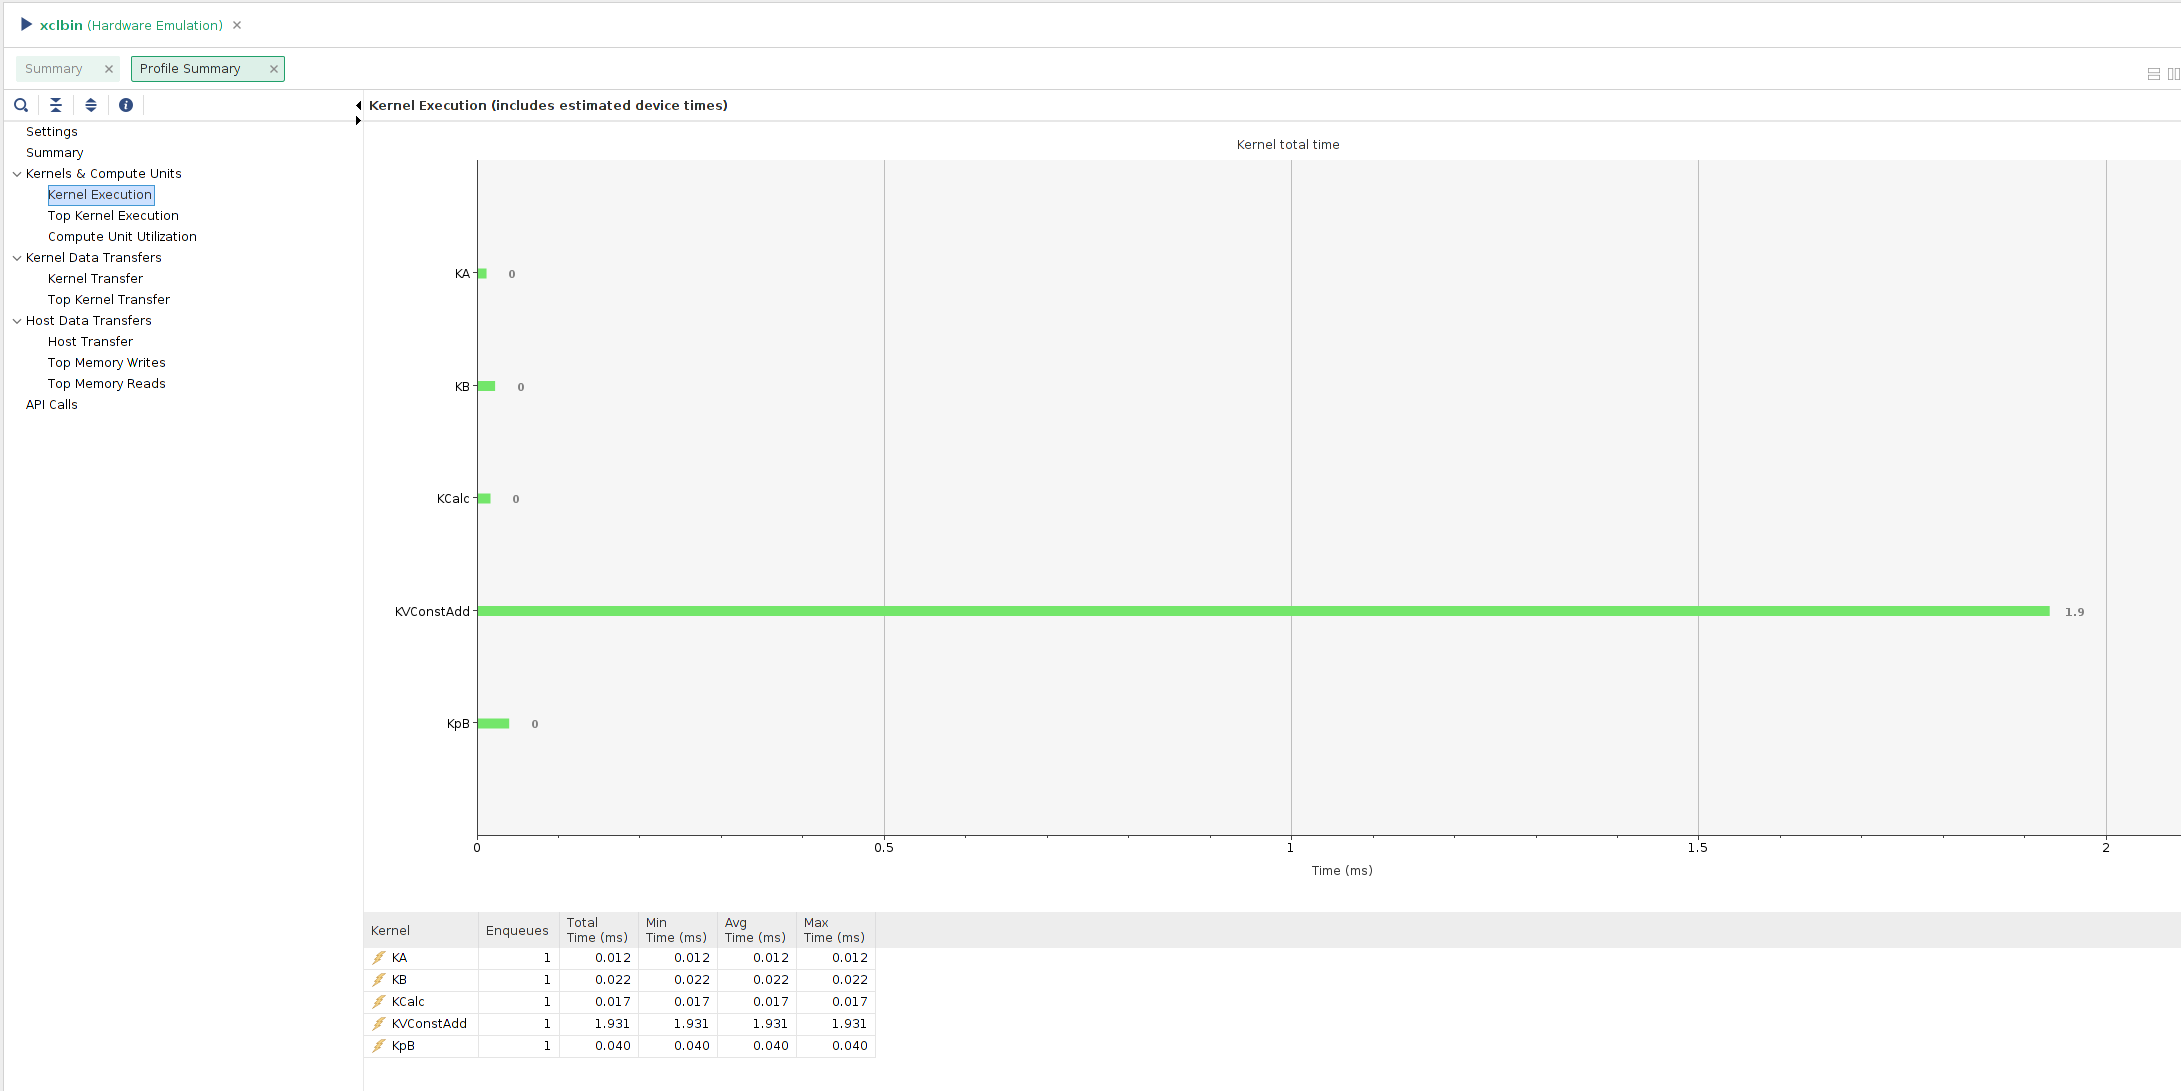 xclbin (Hardware Emulation)
Summary
Profile Summary
Kernel Execution (includes estimated device times)
Settings
Summary
Kernels & Compute Units
Kernel Execution
Top Kernel Execution
Compute Unit Utilization
Kernel Data Transfers
Kernel Transfer
Top Kernel Transfer
Host Data Transfers
Host Transfer
Top Memory Writes
Top Memory Reads
API Calls
Kernel total time
KA 0
KB 0
KCalc 0
KVConstAdd 1.9
KpB 0
0 0.5 1 1.5 2
Time (ms)
Kernel Enqueues Total Time (ms) Min Time (ms) Avg Time (ms) Max Time (ms)
KA 1 0.012 0.012 0.012 0.012
KB 1 0.022 0.022 0.022 0.022
KCalc 1 0.017 0.017 0.017 0.017
KVConstAdd 1 1.931 1.931 1.931 1.931
KpB 1 0.040 0.040 0.040 0.040